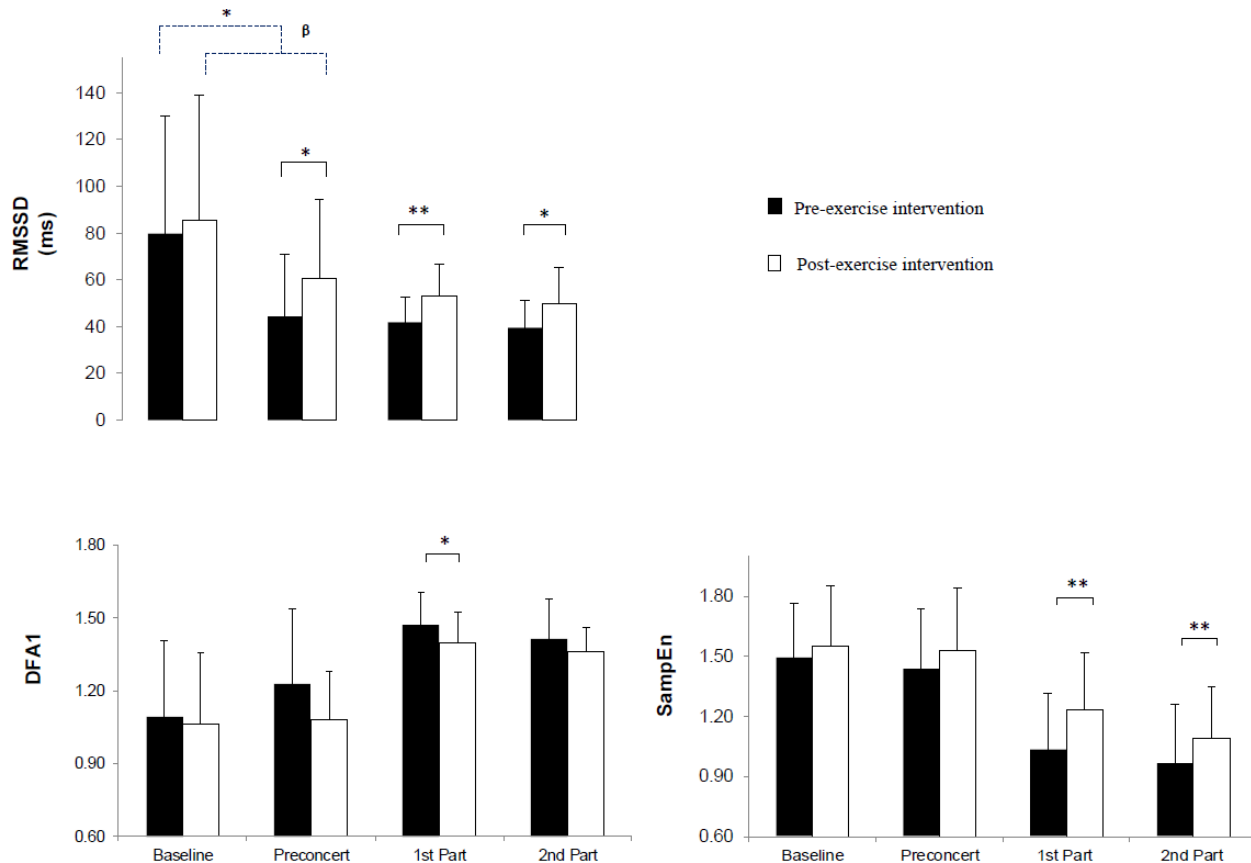 *
β
140
120
100
80
60
40
20
0
RMSSD
(ms)
*
**
*
Pre-exercise intervention
Post-exercise intervention
1.80
1.50
1.20
0.90
0.60
DFA1
*
Baseline
Preconcert
1st Part
2nd Part
1.80
1.50
1.20
0.90
0.60
SampEn
**
**
Baseline
Preconcert
1st Part
2nd Part